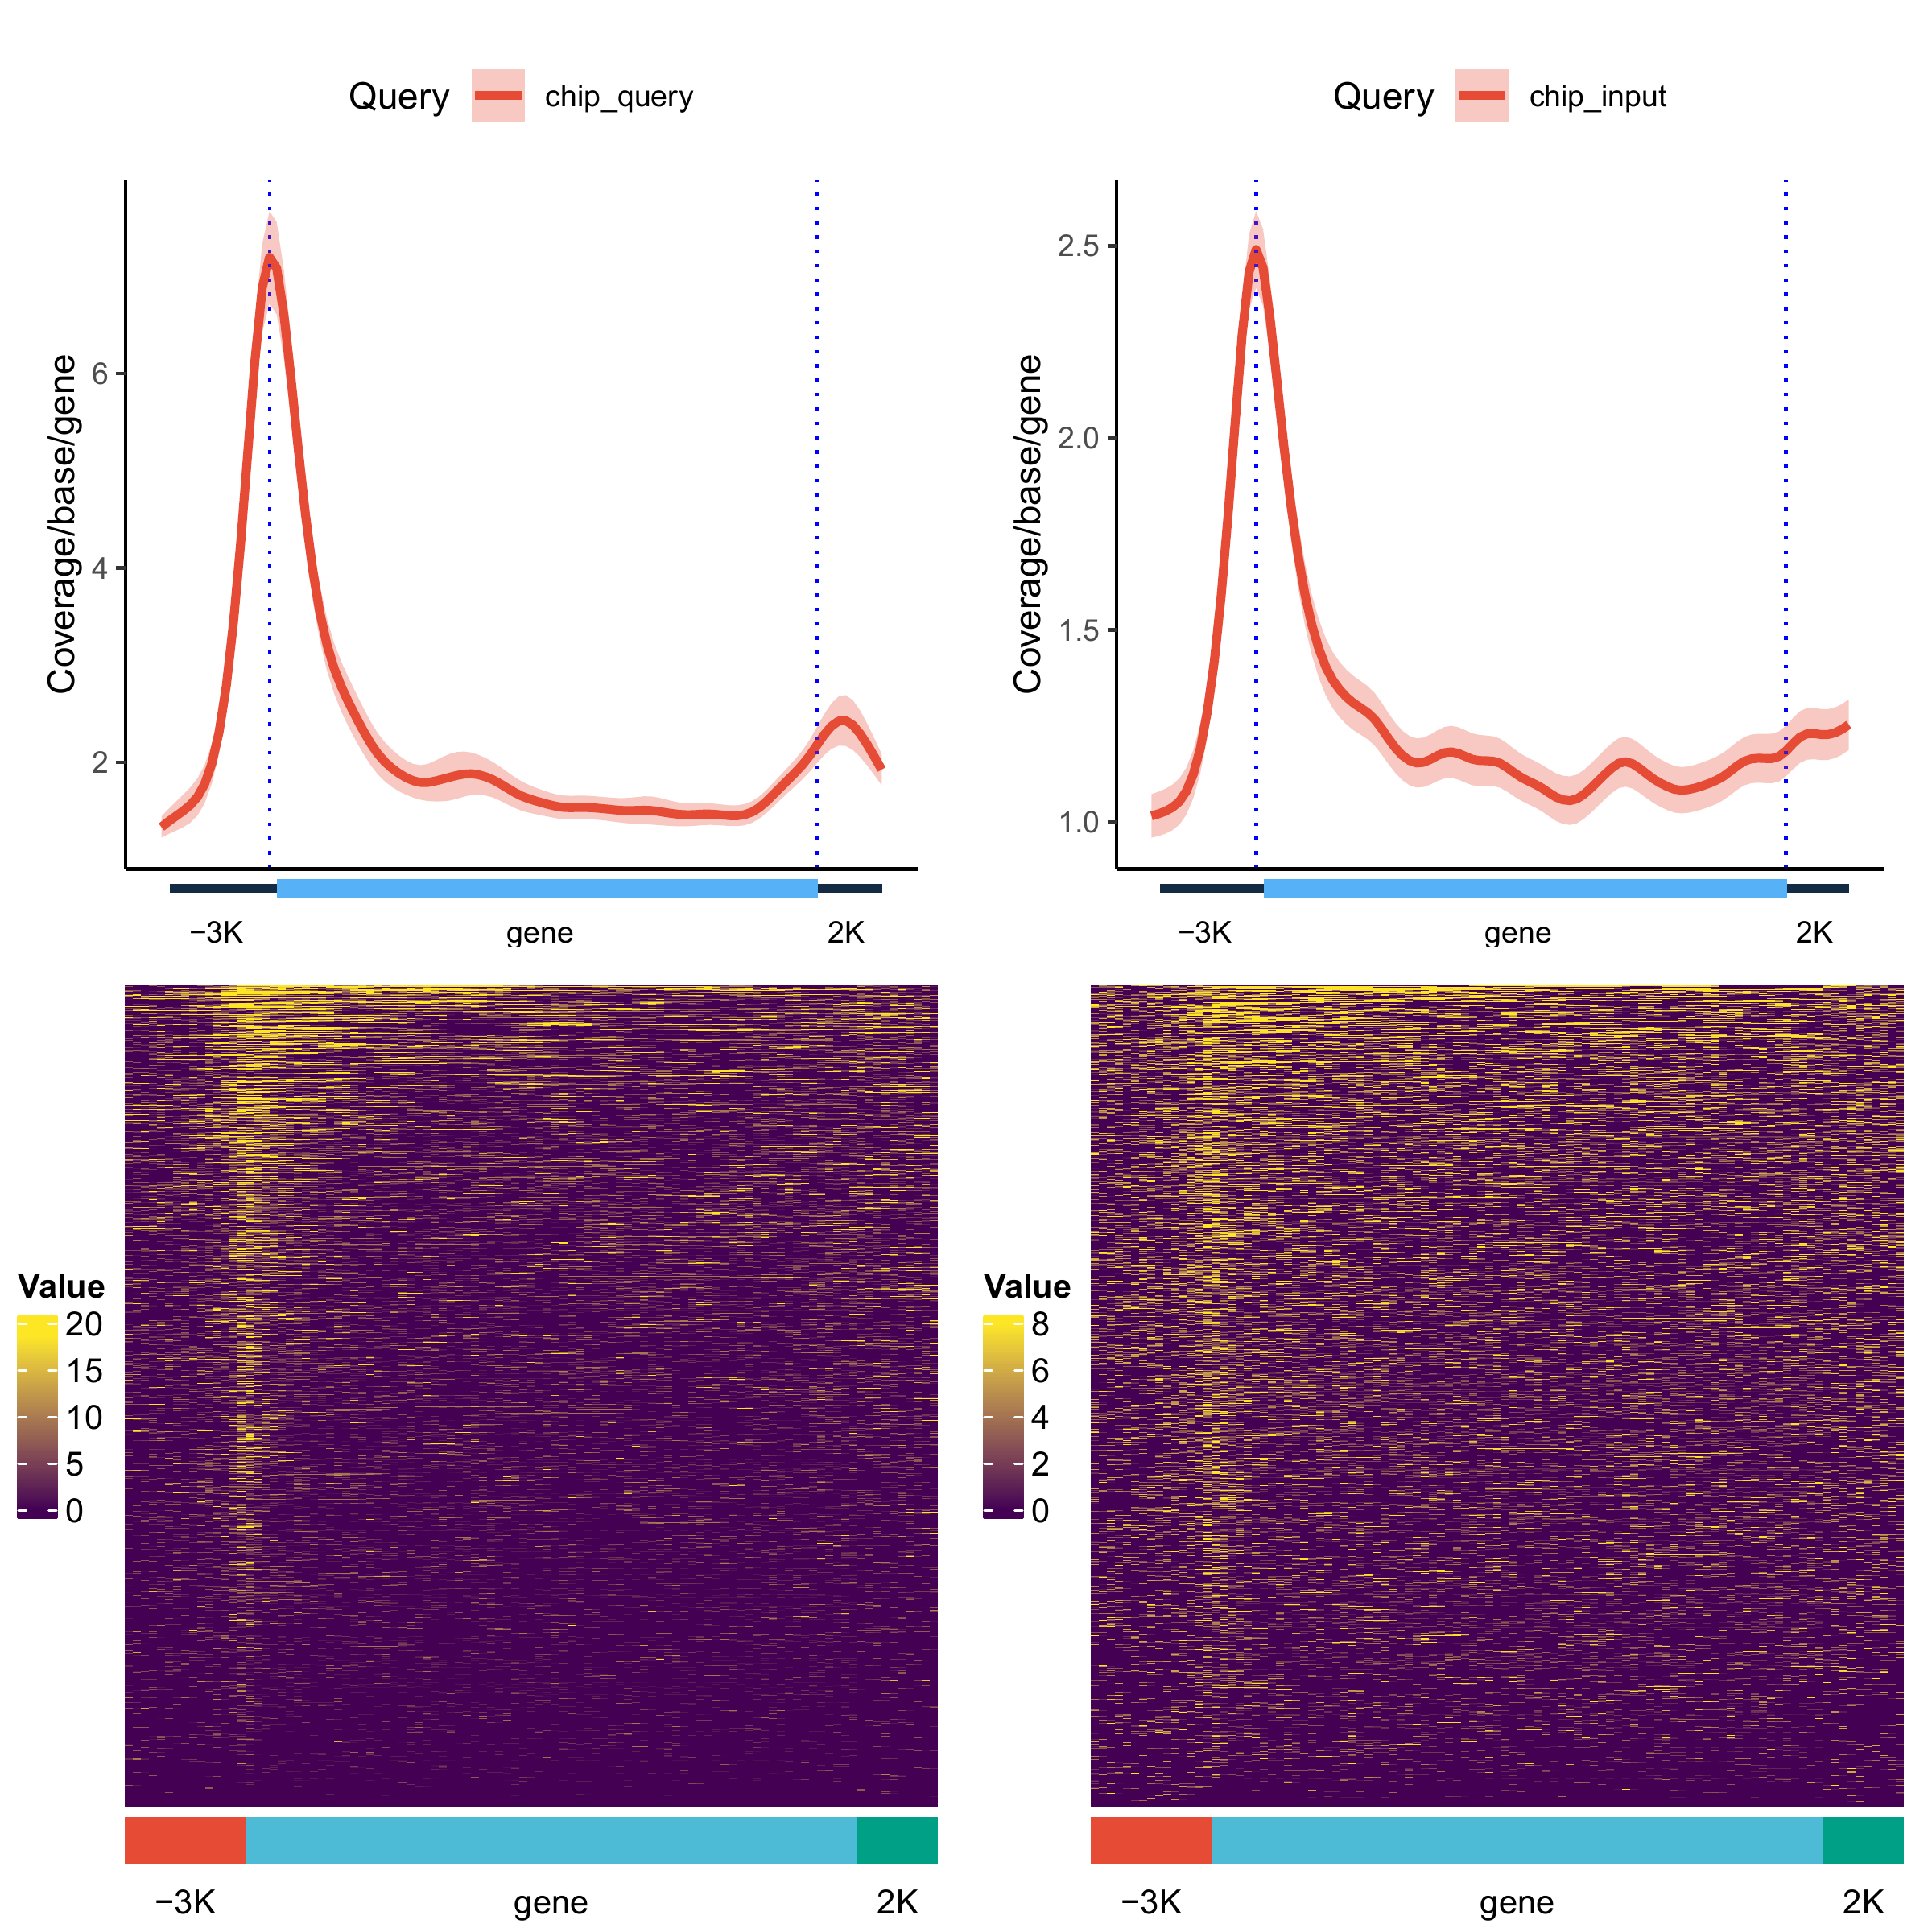 Query chip_query
Coverage/base/gene
6
4
2
−3K gene 2K
Query chip_input
Coverage/base/gene
2.5
2.0
1.5
1.0
−3K gene 2K
Value
20
15
10
5
0
−3K gene 2K
Value
8
6
4
2
0
−3K gene 2K